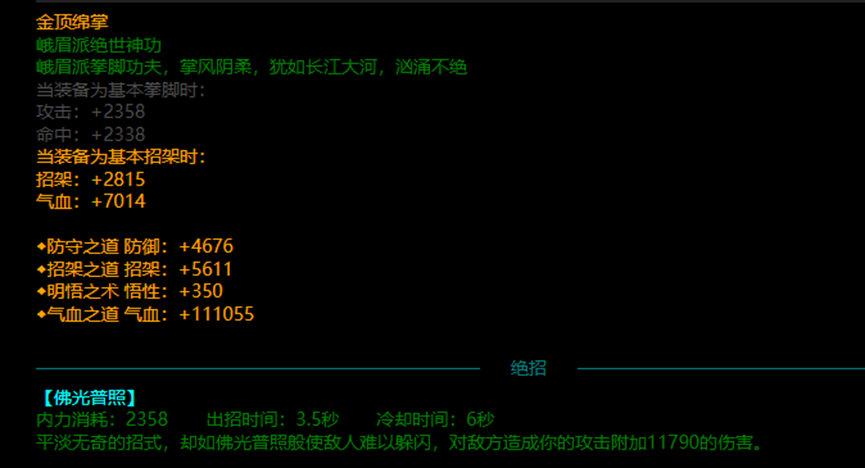 金顶绵掌
峨眉派绝世神功
峨眉派拳脚功夫，掌风阴柔，犹如长江大河，汹涌不绝
当装备为基本拳脚时：
攻击：+2358
命中：+2338
当装备为基本招架时：
招架：+2815
气血：+7014
◆防守之道 防御：+4676
◆招架之道 招架：+5611
◆明悟之术 悟性：+350
◆气血之道 气血：+111055
绝招
【佛光普照】
内力消耗：2358 出招时间：3.5秒 冷却时间：6秒
平淡无奇的招式，却如佛光普照般使敌人难以躲闪，对敌方造成你的攻击附加11790的伤害。